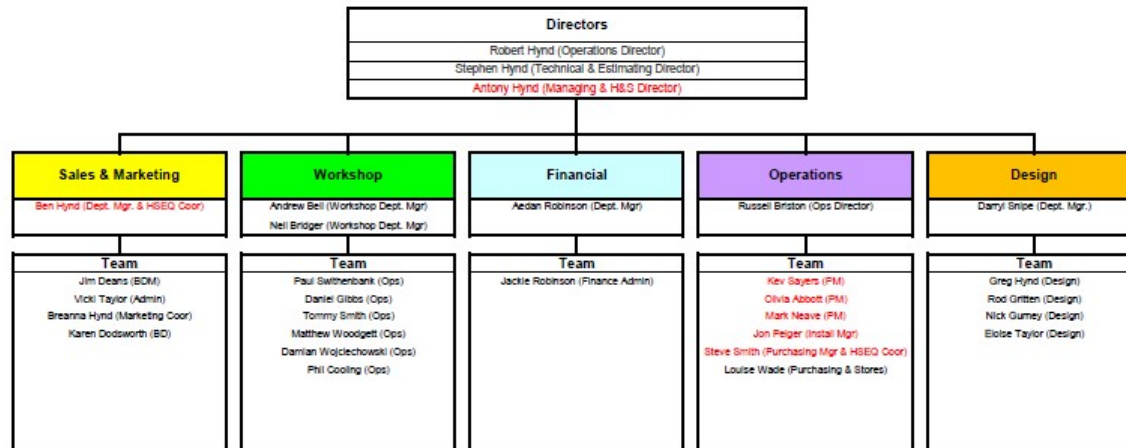 Directors
Robert Hynd (Operations Director)
Stephen Hynd (Technical & Estimating Director)
Antony Hynd (Managing & H&S Director)
Sales & Marketing
Ben Hynd (Dept. Mgr. & HSEQ Coor)
Team
Jim Deans (BDM)
Vicki Taylor (Admin)
Breanna Hynd (Marketing Coor)
Karen Dodsworth (BD)
Workshop
Andrew Bell (Workshop Dept. Mgr)
Neil Bridger (Workshop Dept. Mgr)
Team
Paul Swithenbank (Ops)
Daniel Gibbs (Ops)
Tommy Smith (Ops)
Matthew Woodgett (Ops)
Damian Wojciechowski (Ops)
Phil Cooling (Ops)
Financial
Aedan Robinson (Dept. Mgr)
Team
Jackie Robinson (Finance Admin)
Operations
Russell Briston (Ops Director)
Team
Kev Sayers (PM)
Olivia Abbott (PM)
Mark Neave (PM)
Jon Pelger (Install Mgr)
Steve Smith (Purchasing Mgr & HSEQ Coor)
Louise Wade (Purchasing & Stores)
Design
Darryl Snipe (Dept. Mgr.)
Team
Greg Hynd (Design)
Rod Gritten (Design)
Nick Gurney (Design)
Eloise Taylor (Design)